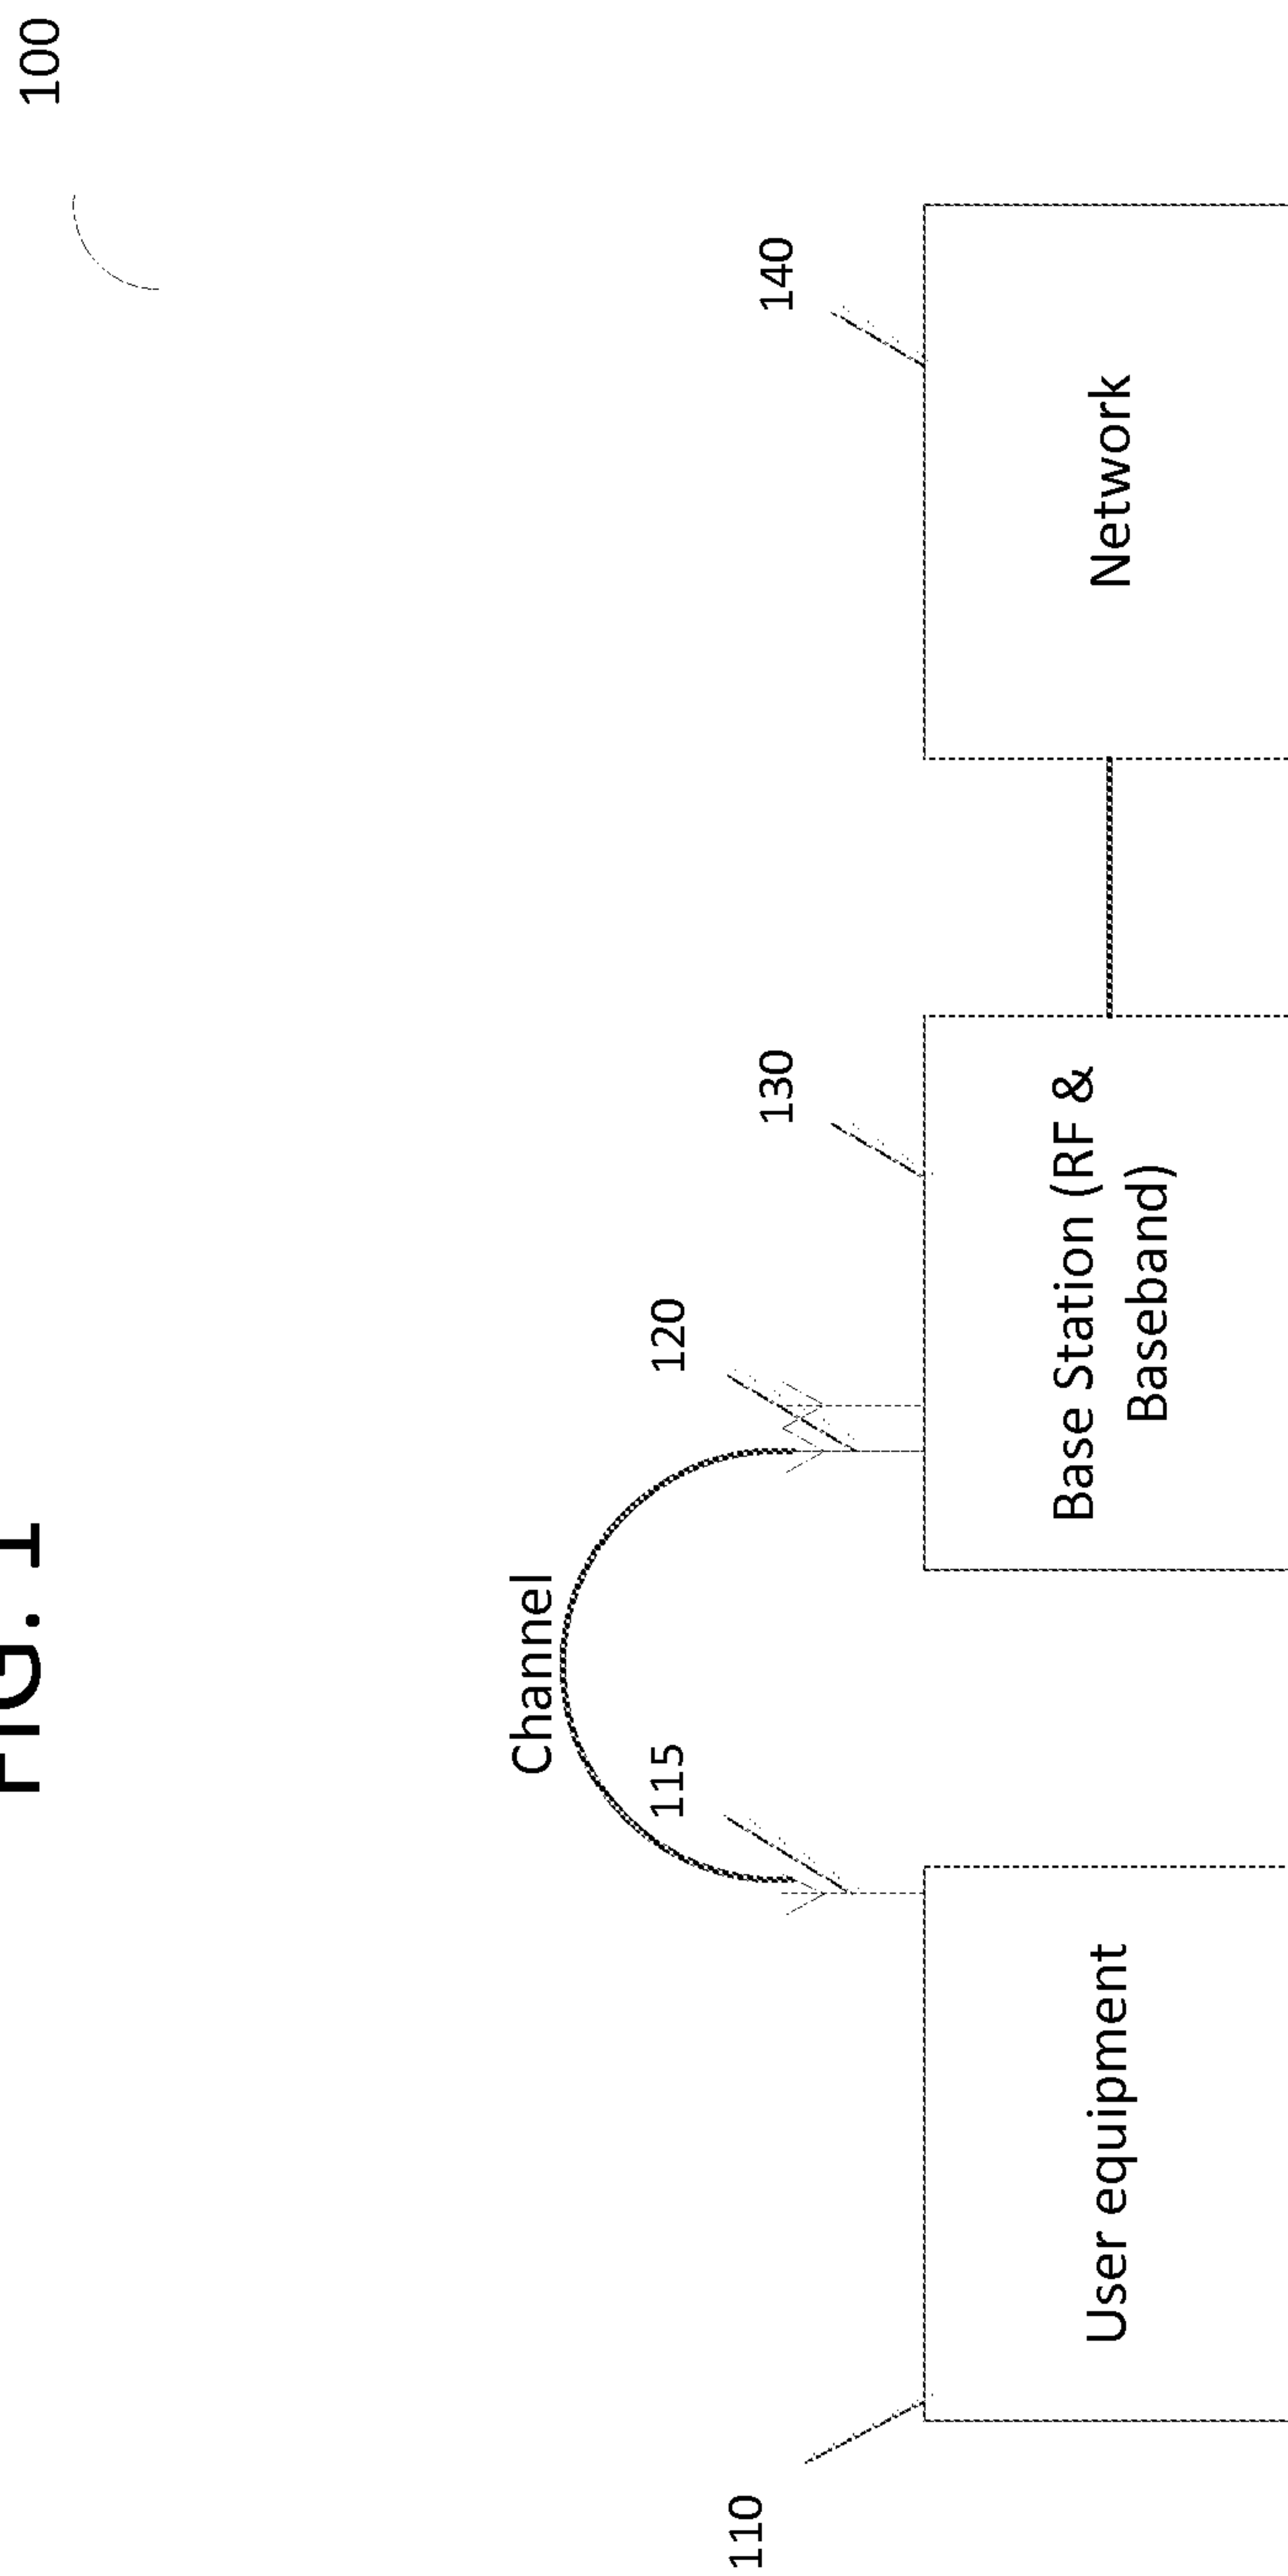 FIG. 1
100
Channel
115
120
110
130
140
User equipment
Base Station (RF &
Baseband)
Network